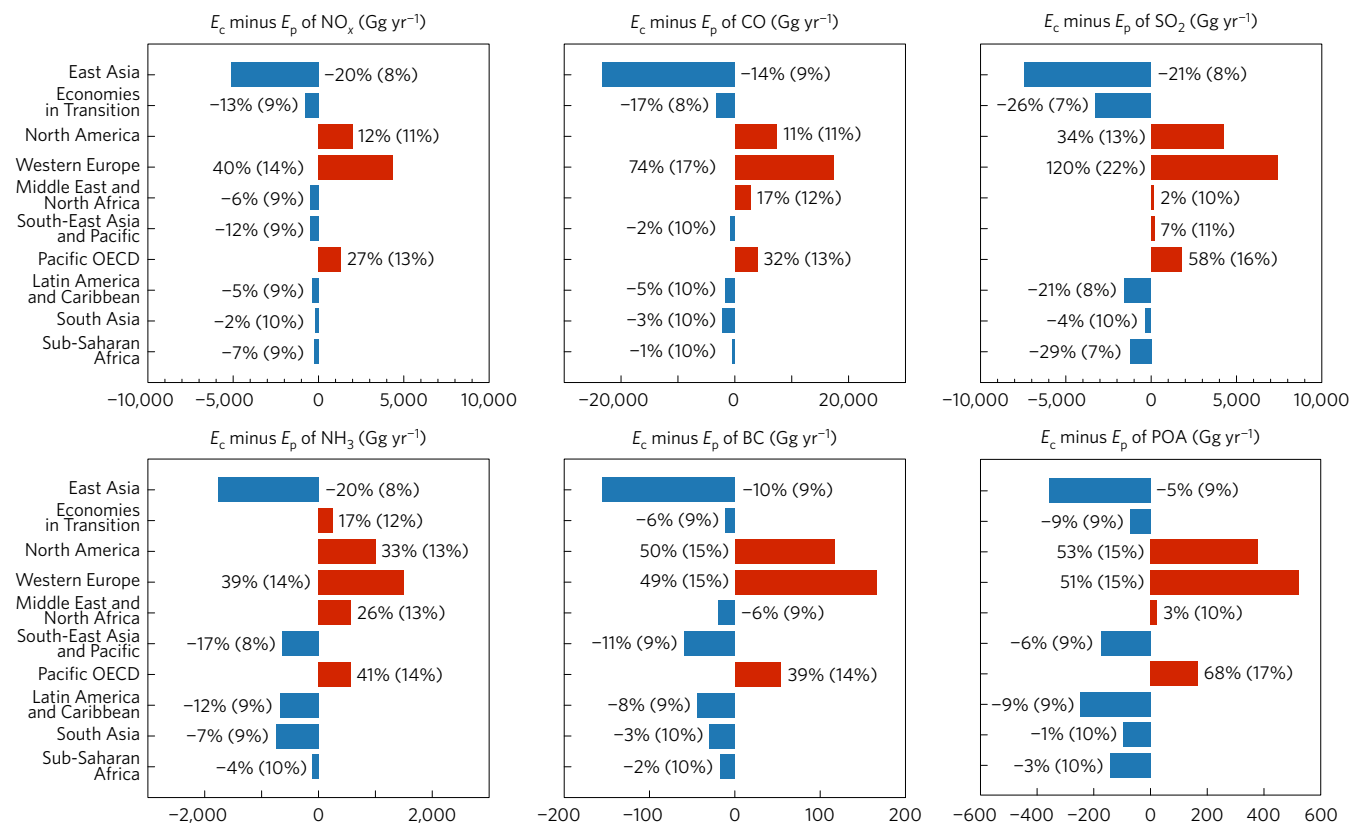 E_c minus E_p of NO_x (Gg yr⁻¹)
East Asia
Economies
in Transition
North America
Western Europe
Middle East and
North Africa
South-East Asia
and Pacific
Pacific OECD
Latin America
and Caribbean
South Asia
Sub-Saharan
Africa
−20% (8%)
−13% (9%)
12% (11%)
40% (14%)
−6% (9%)
−12% (9%)
27% (13%)
−5% (9%)
−2% (10%)
−7% (9%)
−10,000 −5,000 0 5,000 10,000
E_c minus E_p of CO (Gg yr⁻¹)
−14% (9%)
−17% (8%)
11% (11%)
74% (17%)
17% (12%)
−2% (10%)
32% (13%)
−5% (10%)
−3% (10%)
−1% (10%)
−20,000 0 20,000
E_c minus E_p of SO₂ (Gg yr⁻¹)
−21% (8%)
−26% (7%)
34% (13%)
120% (22%)
2% (10%)
7% (11%)
58% (16%)
−21% (8%)
−4% (10%)
−29% (7%)
−10,000 −5,000 0 5,000 10,000
E_c minus E_p of NH₃ (Gg yr⁻¹)
East Asia
Economies
in Transition
North America
Western Europe
Middle East and
North Africa
South-East Asia
and Pacific
Pacific OECD
Latin America
and Caribbean
South Asia
Sub-Saharan
Africa
−20% (8%)
17% (12%)
33% (13%)
39% (14%)
26% (13%)
−17% (8%)
41% (14%)
−12% (9%)
−7% (9%)
−4% (10%)
−2,000 0 2,000
E_c minus E_p of BC (Gg yr⁻¹)
−10% (9%)
−6% (9%)
50% (15%)
49% (15%)
−6% (9%)
−11% (9%)
39% (14%)
−8% (9%)
−3% (10%)
−2% (10%)
−200 −100 0 100 200
E_c minus E_p of POA (Gg yr⁻¹)
−5% (9%)
−9% (9%)
53% (15%)
51% (15%)
3% (10%)
−6% (9%)
68% (17%)
−9% (9%)
−1% (10%)
−3% (10%)
−600 −400 −200 0 200 400 600